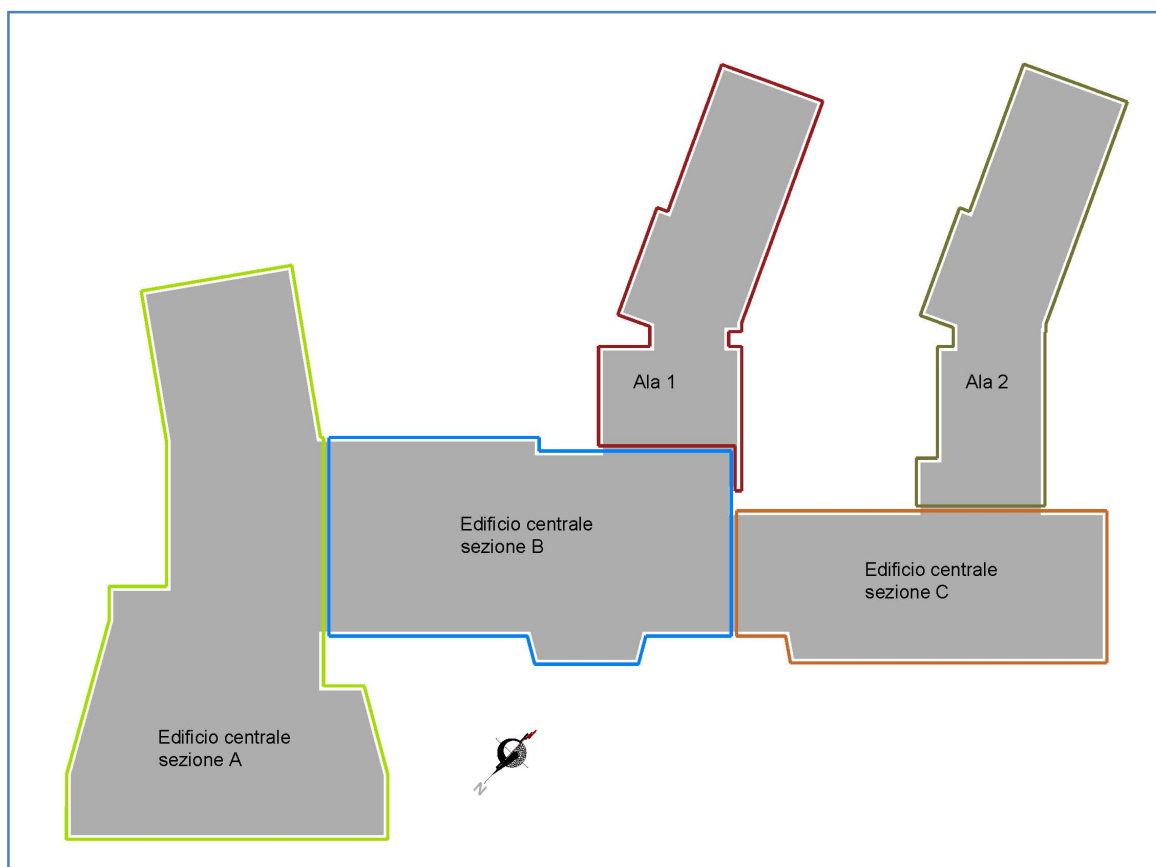 Ala 1
Ala 2
Edificio centrale
sezione B
Edificio centrale
sezione C
Edificio centrale
sezione A
N